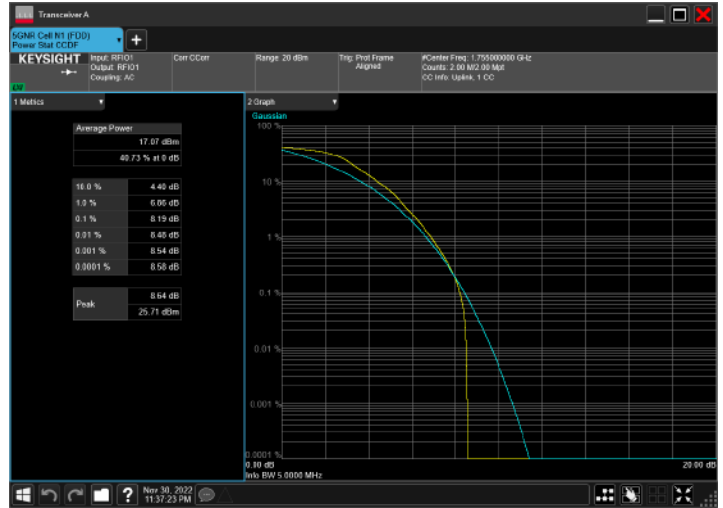 Transceiver A
5GNR Cell N1 (FDD)
Power Stat CCDF
KEYSIGHT
Input: RFIO1
Output: RFIO1
Coupling: AC
Corr CCorr
Range: 20 dBm
Trig: Prot Frame
Aligned
#Center Freq: 1.755000000 GHz
Counts: 2.00 M/2.00 Mpt
CC Info: Uplink, 1 CC
1 Metrics
Average Power
17.07 dBm
40.73 % at 0 dB
10.0 % 4.40 dB
1.0 % 6.86 dB
0.1 % 8.19 dB
0.01 % 8.48 dB
0.001 % 8.54 dB
0.0001 % 8.58 dB
Peak 8.64 dB
25.71 dBm
2 Graph
Gaussian
100 %
10 %
1 %
0.1 %
0.01 %
0.001 %
0.0001 %
0.00 dB
20.00 dB
Info BW 5.0000 MHz
Nov 30, 2022
11:37:23 PM